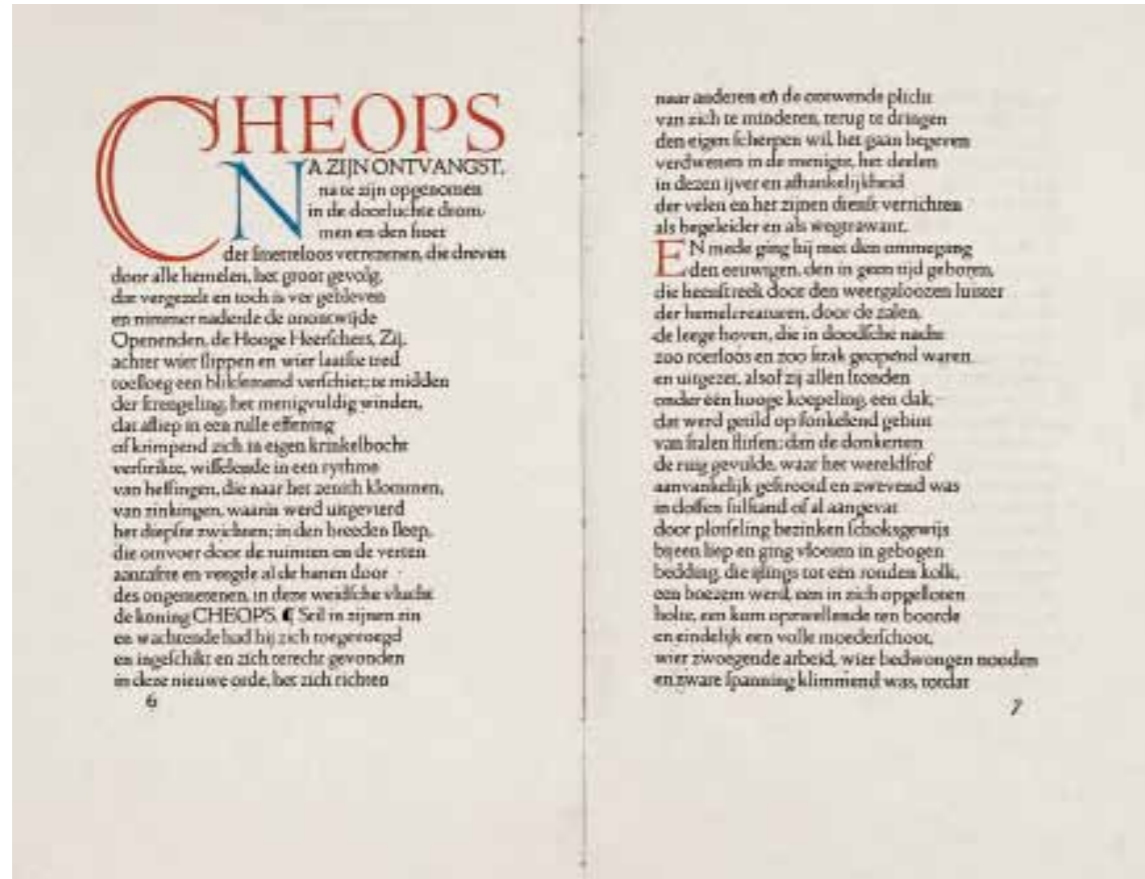 CHEOPS
NA ZIJN ONTVANGST,
na te zijn opgenomen
in de doorluchte drom-
men en den stoet
der smetteloos verrezenen, die dreven
door alle hemelen, het groot gevolg,
dat vergezelt en toch is ver gebleven
en nimmer naderde de onontwijde
Openenden, de Hooge Heerschers, Zij,
achter wier slippen en wier laatste tred
toesloeg een bliksemend verschiet; te midden
der strengeling, het menigvuldig winden,
dat afliep in een rulle effening
of krimpend zich in eigen krinkelbocht
verstrikte, wisselende in een rythme
van heffingen, die naar het zenith klommen,
van zinkingen, waarin werd uitgevierd
het diepste zwichten; in den breeden sleep,
die omvoer door de ruimten en de verten
aantastte en veegde al de banen door
des ongemetenen, in deze weidsche vlucht
de koning CHEOPS. ¶ Stil in zijnen zin
en wachtende had hij zich toegevoegd
en ingeschikt en zich terecht gevonden
in deze nieuwe orde, het zich richten
6
naar anderen en de ontwende plicht
van zich te minderen, terug te dringen
den eigen scherpen wil, het gaan begeven
verdwenen in de menigte, het deelen
in dezen ijver en afhankelijkheid
der velen en het zijnen dienst verrichten
als begeleider en als wegtrawant.
EN mede ging hij met den ommegang
den eeuwigen, den in geen tijd geboren,
die heenstreek door den weergaloozen luister
der hemelcreaturen, door de zalen,
de leege hoven, die in doodsche nacht
zoo roerloos en zoo strak geopend waren
en uitgezet, alsof zij allen stonden
onder één hooge koepeling, een dak,
dat werd getild op fonkelend gebint
van stalen flitsen; dan de donkerten
de ruig gevulde, waar het wereldstof
aanvankelijk gestrooid en zwevend was
in doffen stilstand of al aangevat
door plotseling bezinken schoksgewijs
bijeen liep en ging vloeien in gebogen
bedding, die ijlings tot een ronden kolk,
een boezem werd, een in zich opgesloten
holte, een kom opzwellende ten boorde
en eindelijk een volle moederschoot,
wier zwoegende arbeid, wier bedwongen nooden
en zware spanning klimmend was, totdat
7